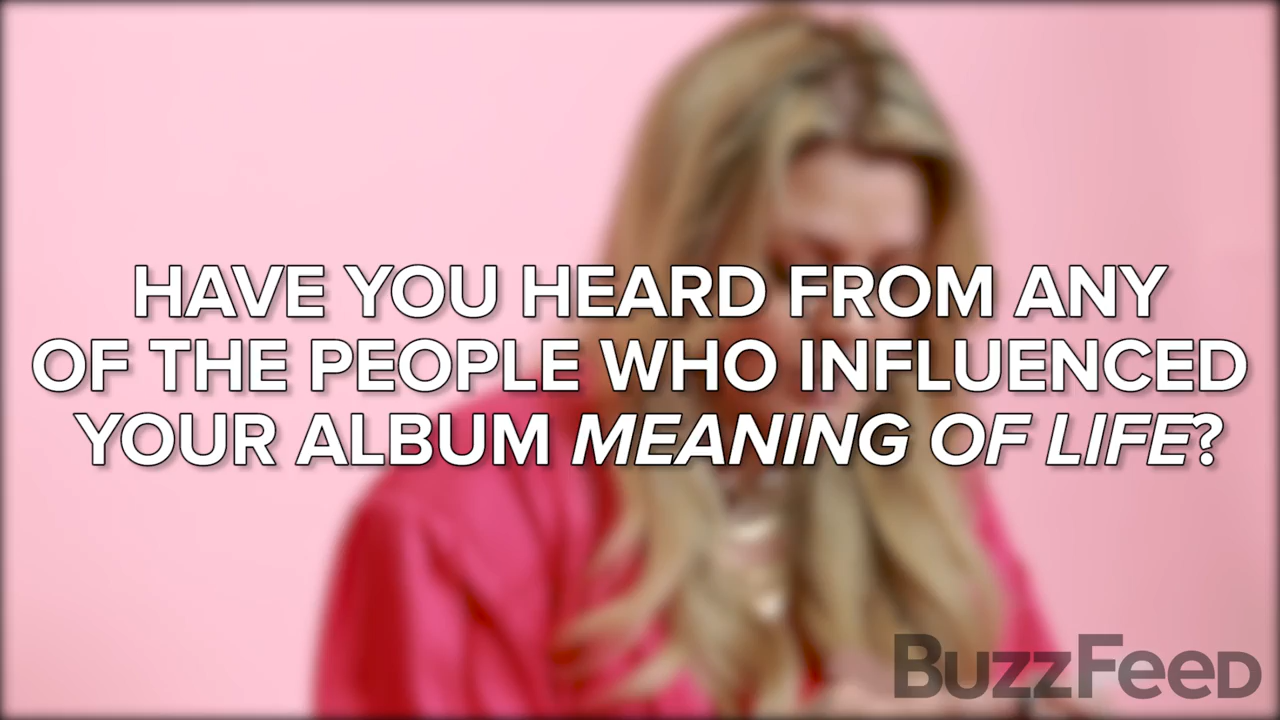 HAVE YOU HEARD FROM ANY
OF THE PEOPLE WHO INFLUENCED
YOUR ALBUM MEANING OF LIFE?
BuzzFeed